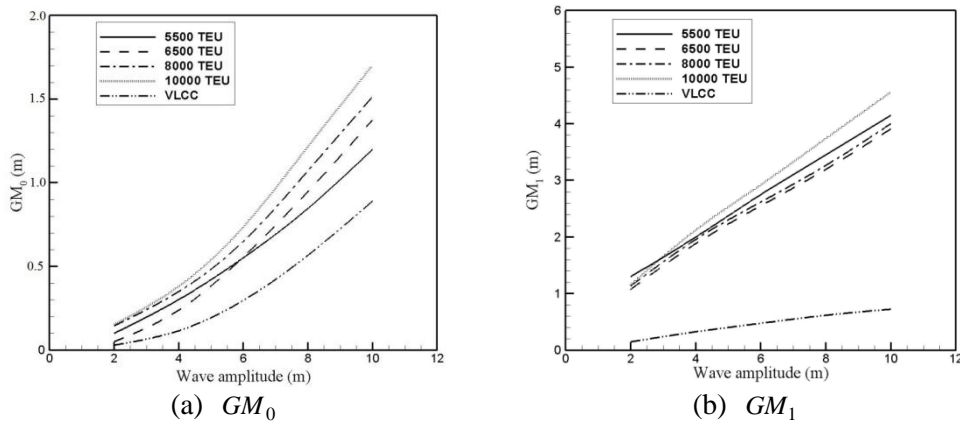 2.0
1.5
1.0
0.5
0
GM0 (m)
5500 TEU
6500 TEU
8000 TEU
10000 TEU
VLCC
0 2 4 6 8 10 12
Wave amplitude (m)
(a) GM0
6
5
4
3
2
1
0
GM1 (m)
5500 TEU
6500 TEU
8000 TEU
10000 TEU
VLCC
0 2 4 6 8 10 12
Wave amplitude (m)
(b) GM1